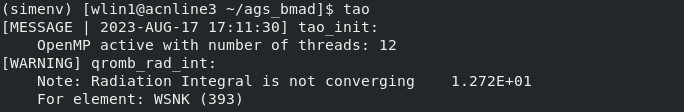 (simenv) [wlin1@acnline3 ~/ags_bmad]$ tao
[MESSAGE | 2023-AUG-17 17:11:30] tao_init:
    OpenMP active with number of threads: 12
[WARNING] qromb_rad_int:
    Note: Radiation Integral is not converging    1.272E+01
    For element: WSNK (393)